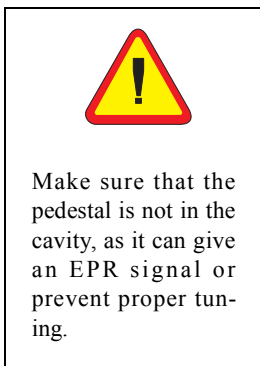 Make sure that the
pedestal is not in the
cavity, as it can give
an EPR signal or
prevent proper tun-
ing.